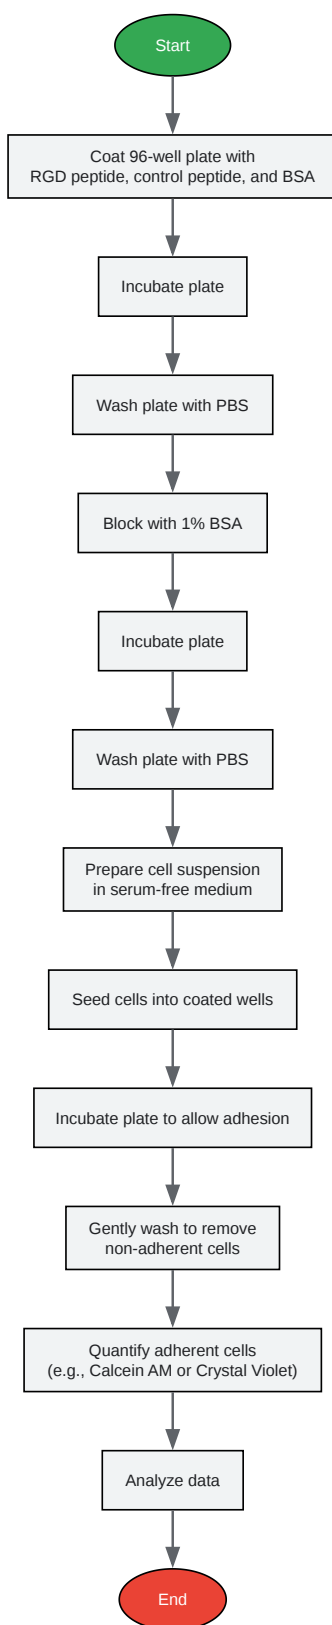 Start
Coat 96-well plate with
RGD peptide, control peptide, and BSA
Incubate plate
Wash plate with PBS
Block with 1% BSA
Incubate plate
Wash plate with PBS
Prepare cell suspension
in serum-free medium
Seed cells into coated wells
Incubate plate to allow adhesion
Gently wash to remove
non-adherent cells
Quantify adherent cells
(e.g., Calcein AM or Crystal Violet)
Analyze data
End